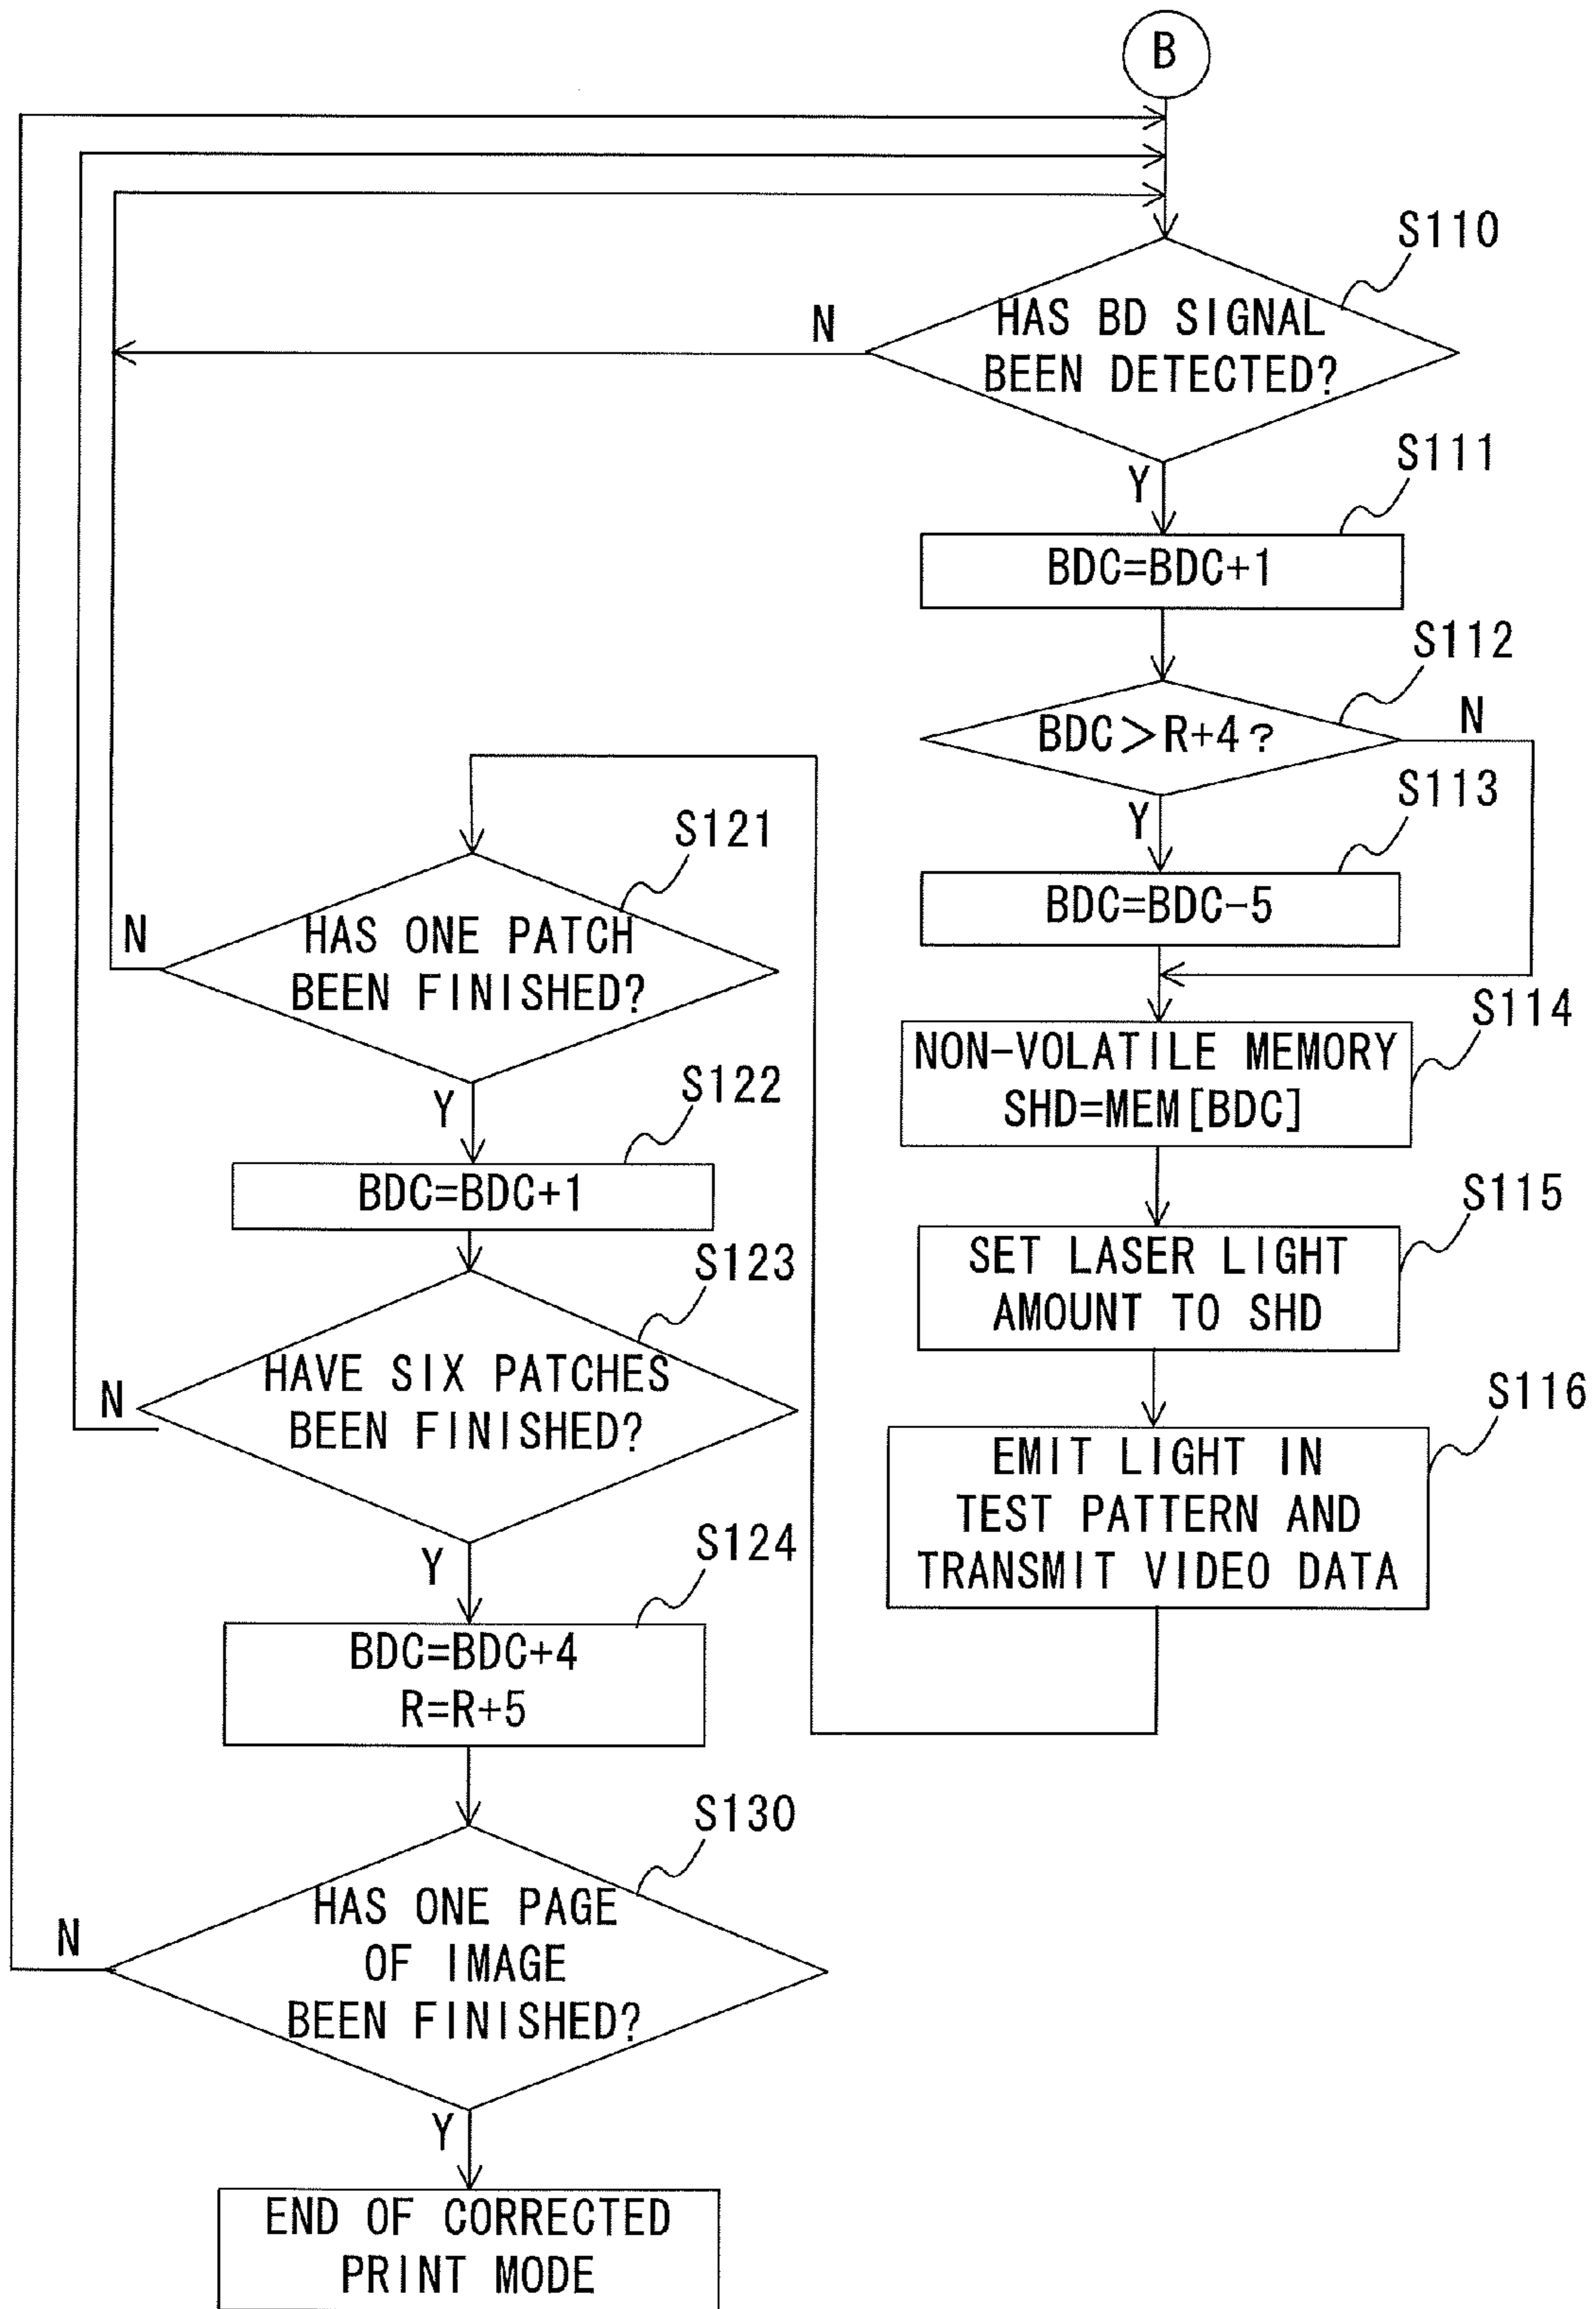 B
S110
HAS BD SIGNAL
BEEN DETECTED?
N
Y
S111
BDC=BDC+1
S112
BDC>R+4?
N
Y
S113
BDC=BDC-5
S114
NON-VOLATILE MEMORY
SHD=MEM[BDC]
S115
SET LASER LIGHT
AMOUNT TO SHD
S116
EMIT LIGHT IN
TEST PATTERN AND
TRANSMIT VIDEO DATA
S121
HAS ONE PATCH
BEEN FINISHED?
N
Y
S122
BDC=BDC+1
S123
HAVE SIX PATCHES
BEEN FINISHED?
N
Y
S124
BDC=BDC+4
R=R+5
S130
HAS ONE PAGE
OF IMAGE
BEEN FINISHED?
N
Y
END OF CORRECTED
PRINT MODE